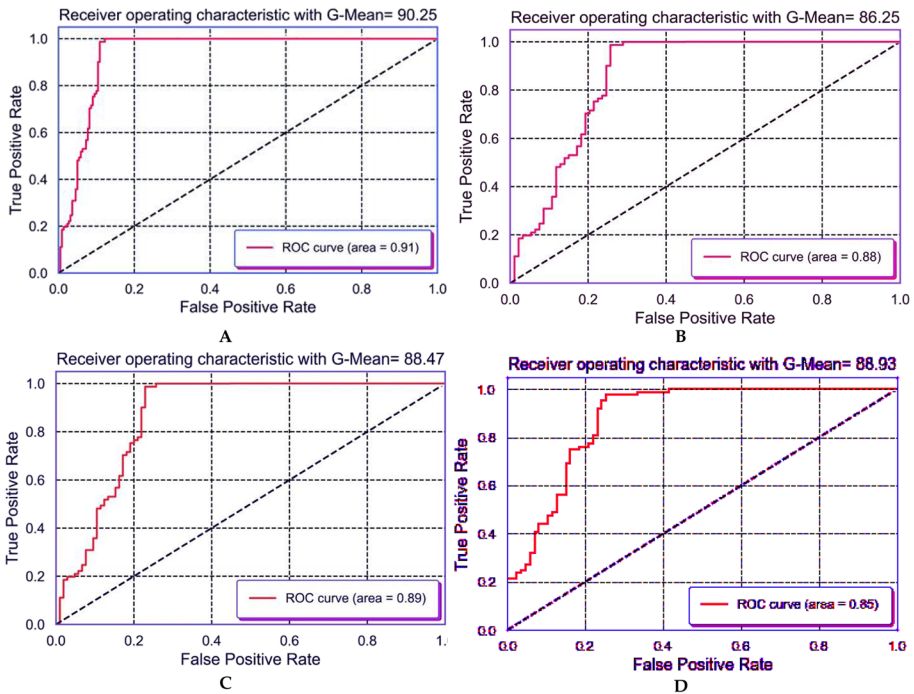 Receiver operating characteristic with G-Mean= 90.25
1.0
0.8
0.6
0.4
0.2
0.0
True Positive Rate
ROC curve (area = 0.91)
0.0 0.2 0.4 0.6 0.8 1.0
False Positive Rate
A
Receiver operating characteristic with G-Mean= 86.25
1.0
0.8
0.6
0.4
0.2
0.0
True Positive Rate
ROC curve (area = 0.88)
0.0 0.2 0.4 0.6 0.8 1.0
False Positive Rate
B
Receiver operating characteristic with G-Mean= 88.47
1.0
0.8
0.6
0.4
0.2
0.0
True Positive Rate
ROC curve (area = 0.89)
0.0 0.2 0.4 0.6 0.8 1.0
False Positive Rate
C
Receiver operating characteristic with G-Mean= 88.93
1.0
0.8
0.6
0.4
0.2
0.0
True Positive Rate
ROC curve (area = 0.85)
0.0 0.2 0.4 0.6 0.8 1.0
False Positive Rate
D